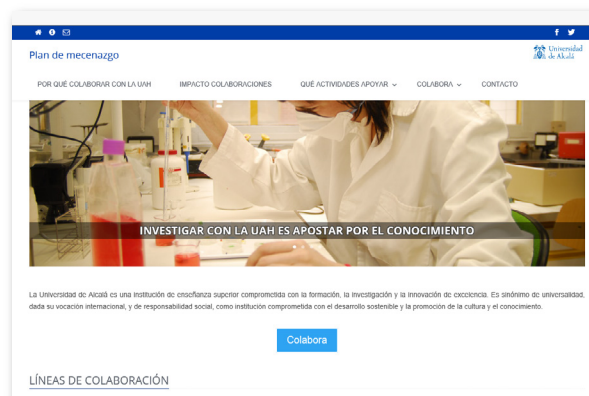 Plan de mecenazgo
Universidad
de Alcalá
POR QUÉ COLABORAR CON LA UAH IMPACTO COLABORACIONES QUÉ ACTIVIDADES APOYAR COLABORA CONTACTO
INVESTIGAR CON LA UAH ES APOSTAR POR EL CONOCIMIENTO
La Universidad de Alcalá es una institución de enseñanza superior comprometida con la formación, la investigación y la innovación de excelencia. Es sinónimo de universalidad,
dada su vocación internacional, y de responsabilidad social, como institución comprometida con el desarrollo sostenible y la promoción de la cultura y el conocimiento.
Colabora
LÍNEAS DE COLABORACIÓN